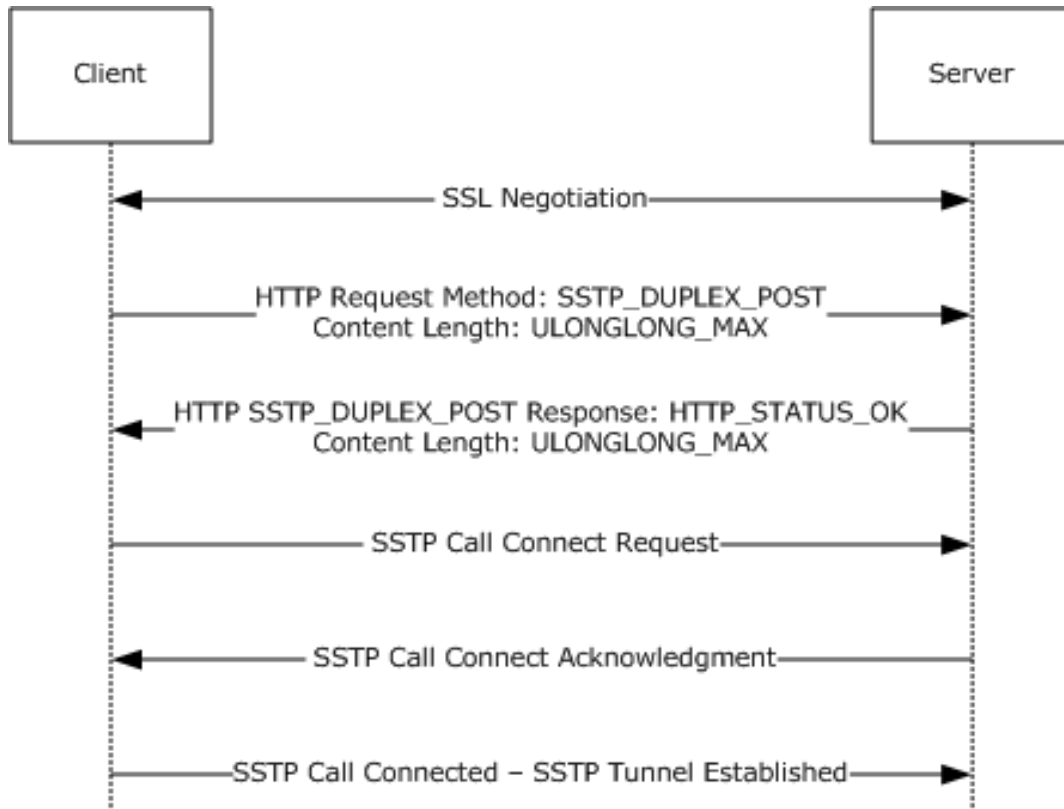 Client
Server
SSL Negotiation
HTTP Request Method: SSTP_DUPLEX_POST
Content Length: ULONGLONG_MAX
HTTP SSTP_DUPLEX_POST Response: HTTP_STATUS_OK
Content Length: ULONGLONG_MAX
SSTP Call Connect Request
SSTP Call Connect Acknowledgment
SSTP Call Connected – SSTP Tunnel Established